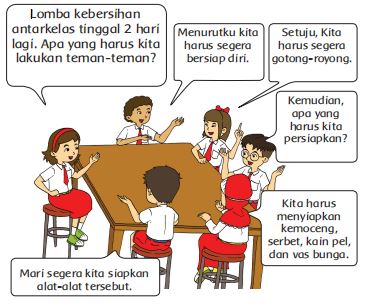 Lomba kebersihan
antarkelas tinggal 2 hari
lagi. Apa yang harus kita
lakukan teman-teman?
Menurutku kita
harus segera
bersiap diri.
Setuju, Kita
harus segera
gotong-royong.
Kemudian,
apa yang
harus kita
persiapkan?
Kita harus
menyiapkan
kemoceng,
serbet, kain pel,
dan vas bunga.
Mari segera kita siapkan
alat-alat tersebut.